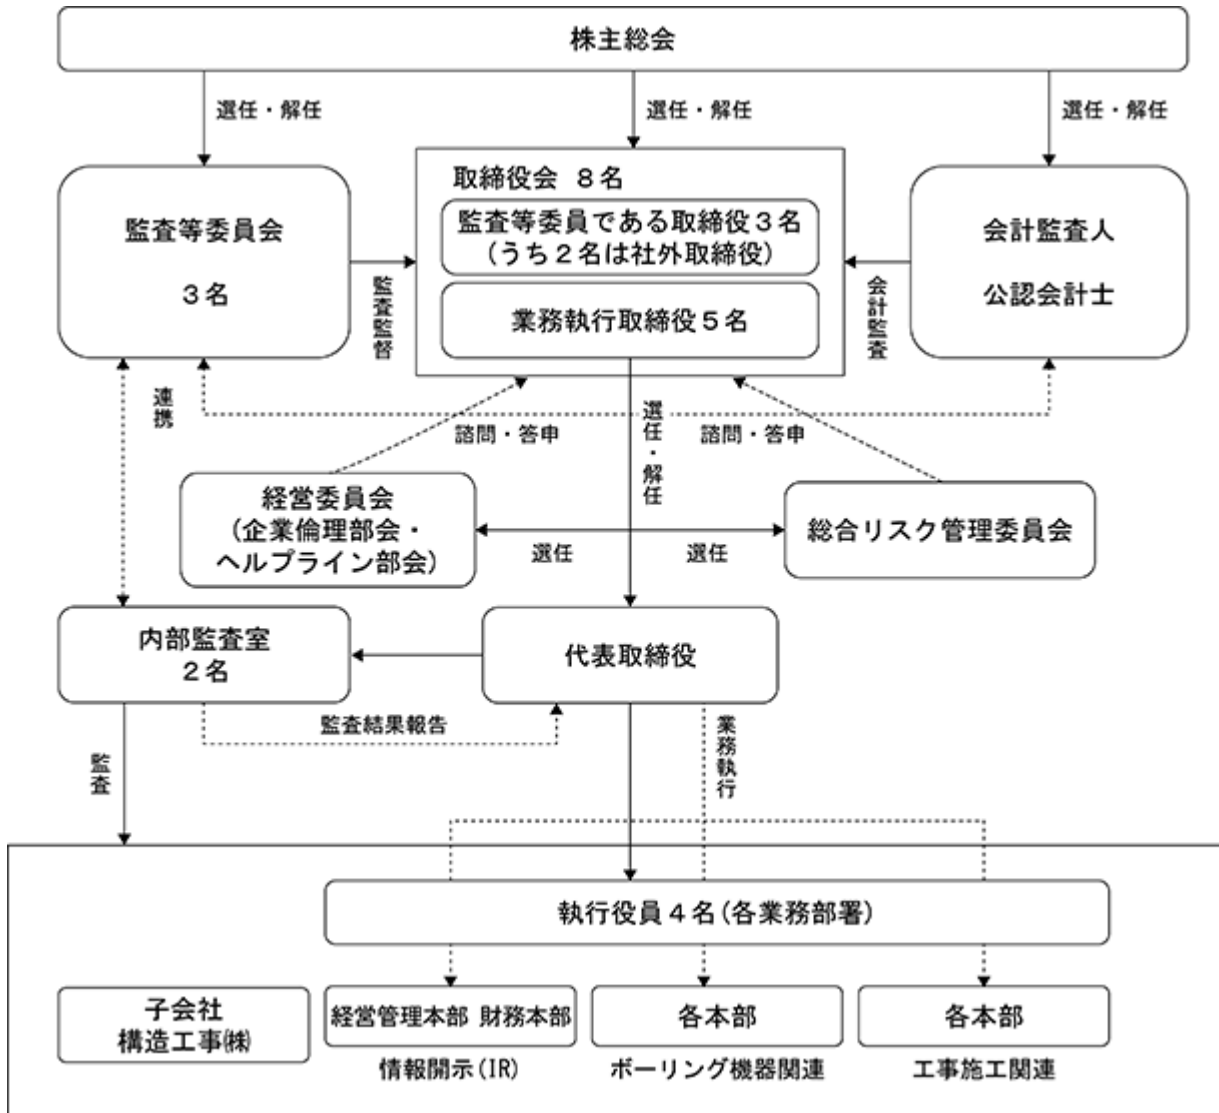 株主総会
選任・解任
選任・解任
選任・解任
監査等委員会
3名
監査監督
取締役会 8名
監査等委員である取締役3名
(うち2名は社外取締役)
業務執行取締役5名
会計監査
会計監査人
公認会計士
連携
諮問・答申
選任・解任
諮問・答申
経営委員会
(企業倫理部会・
ヘルプライン部会)
選任
選任
総合リスク管理委員会
内部監査室
2名
代表取締役
監査結果報告
業務執行
監査
執行役員4名(各業務部署)
子会社
構造工事㈱
経営管理本部 財務本部
情報開示(IR)
各本部
ボーリング機器関連
各本部
工事施工関連